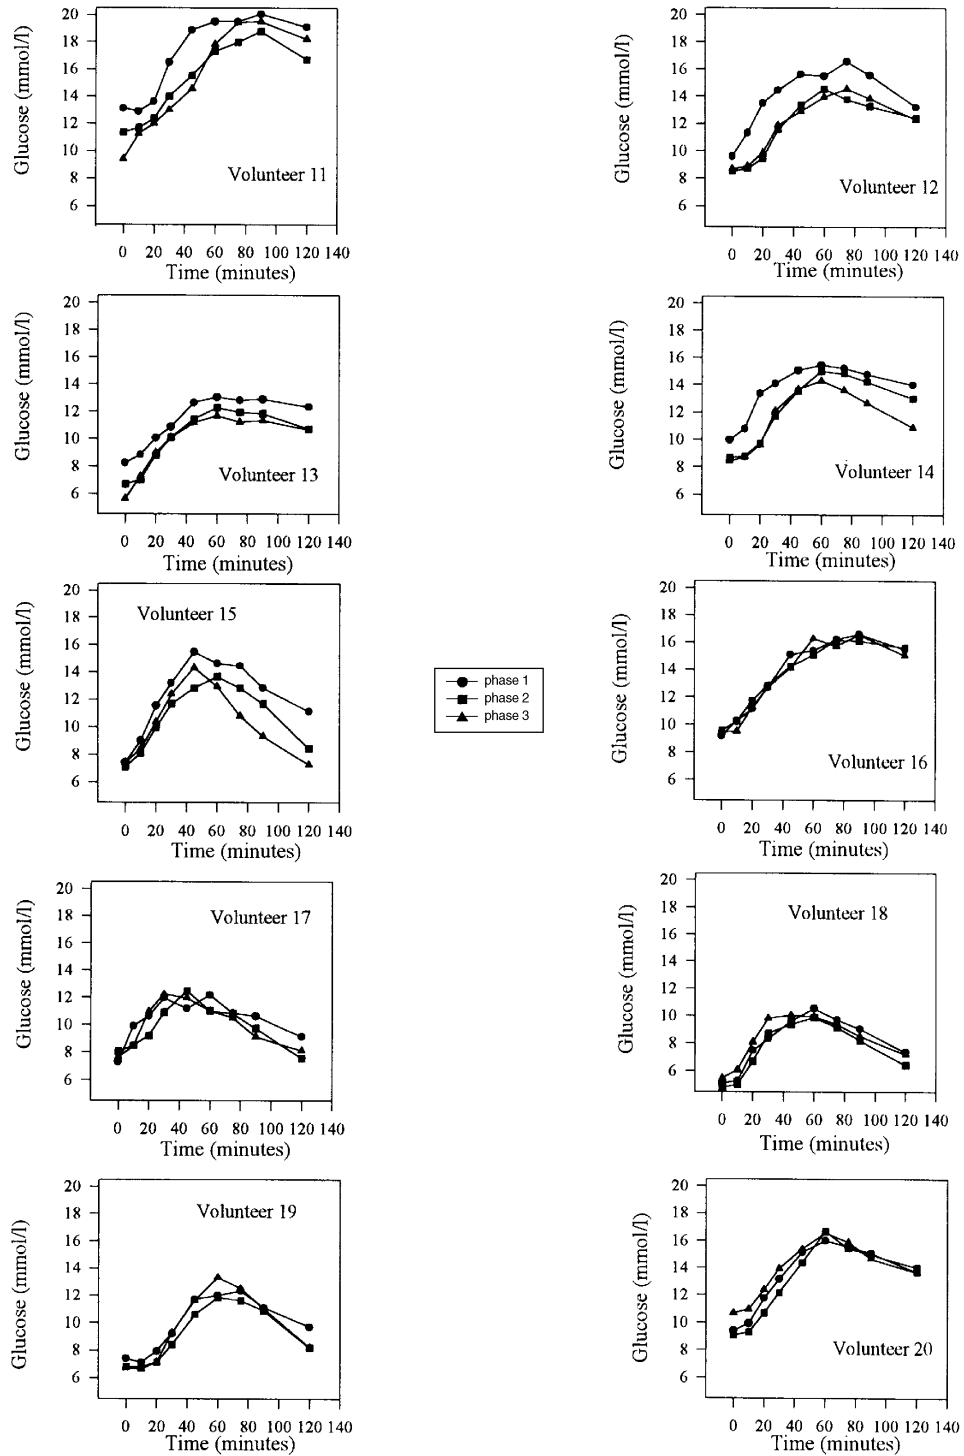 20
18
16
14
12
10
8
6
Glucose (mmol/l)
Volunteer 11
0 20 40 60 80 100 120 140
Time (minutes)
20
18
16
14
12
10
8
6
Glucose (mmol/l)
Volunteer 12
0 20 40 60 80 100 120 140
Time (minutes)
20
18
16
14
12
10
8
6
Glucose (mmol/l)
Volunteer 13
0 20 40 60 80 100 120 140
Time (minutes)
20
18
16
14
12
10
8
6
Glucose (mmol/l)
Volunteer 14
0 20 40 60 80 100 120 140
Time (minutes)
20
18
16
14
12
10
8
6
Glucose (mmol/l)
Volunteer 15
0 20 40 60 80 100 120 140
Time (minutes)
phase 1
phase 2
phase 3
20
18
16
14
12
10
8
6
Glucose (mmol/l)
Volunteer 16
0 20 40 60 80 100 120 140
Time (minutes)
20
18
16
14
12
10
8
6
Glucose (mmol/l)
Volunteer 17
0 20 40 60 80 100 120 140
Time (minutes)
20
18
16
14
12
10
8
6
Glucose (mmol/l)
Volunteer 18
0 20 40 60 80 100 120 140
Time (minutes)
20
18
16
14
12
10
8
6
Glucose (mmol/l)
Volunteer 19
0 20 40 60 80 100 120 140
Time (minutes)
20
18
16
14
12
10
8
6
Glucose (mmol/l)
Volunteer 20
0 20 40 60 80 100 120 140
Time (minutes)